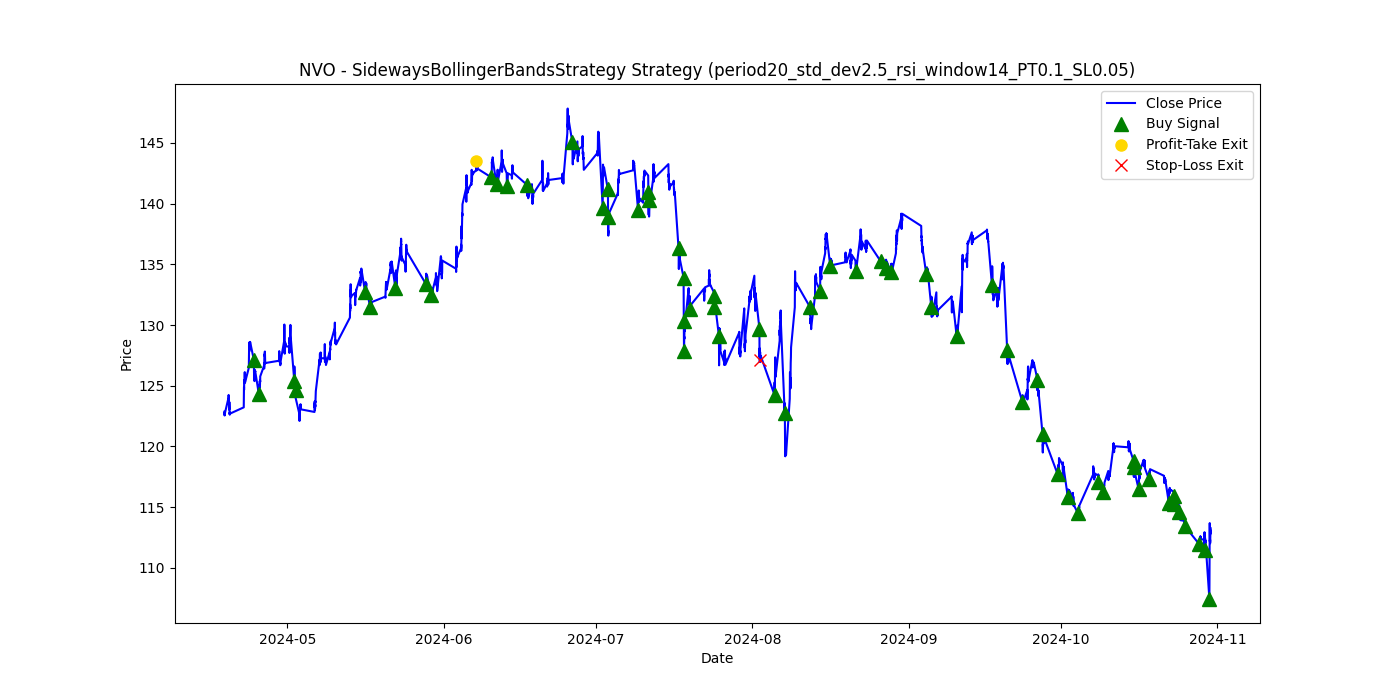 NVO - SidewaysBollingerBandsStrategy Strategy (period20_std_dev2.5_rsi_window14_PT0.1_SL0.05)
Close Price
Buy Signal
Profit-Take Exit
Stop-Loss Exit
145
140
135
130
125
120
115
110
Price
2024-05 2024-06 2024-07 2024-08 2024-09 2024-10 2024-11
Date